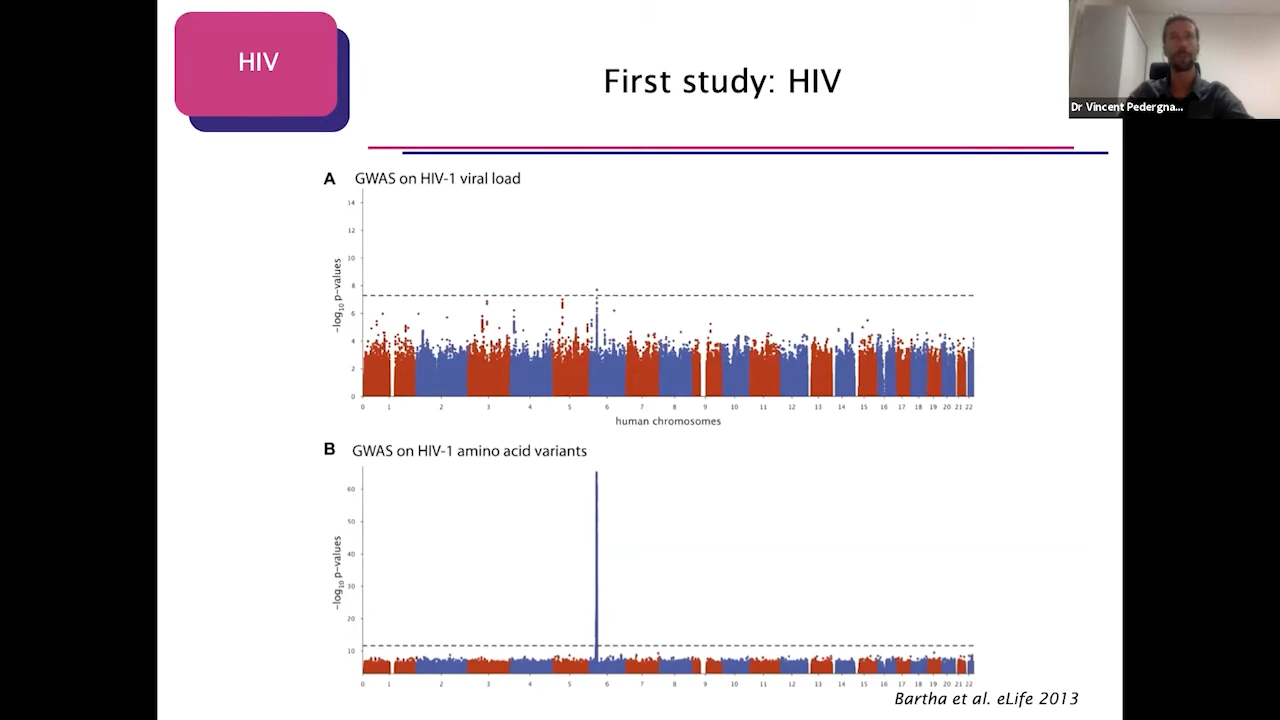 HIV
First study: HIV
Dr Vincent Pedergna...
A GWAS on HIV-1 viral load
14
12
10
8
6
4
2
0
−log10 p-values
0 1 2 3 4 5 6 7 8 9 10 11 12 13 14 15 16 17 18 19 20 21 22
human chromosomes
B GWAS on HIV-1 amino acid variants
60
50
40
30
20
10
−log10 p-values
0 1 2 3 4 5 6 7 8 9 10 11 12 13 14 15 16 17 18 19 20 21 22
Bartha et al. eLife 2013